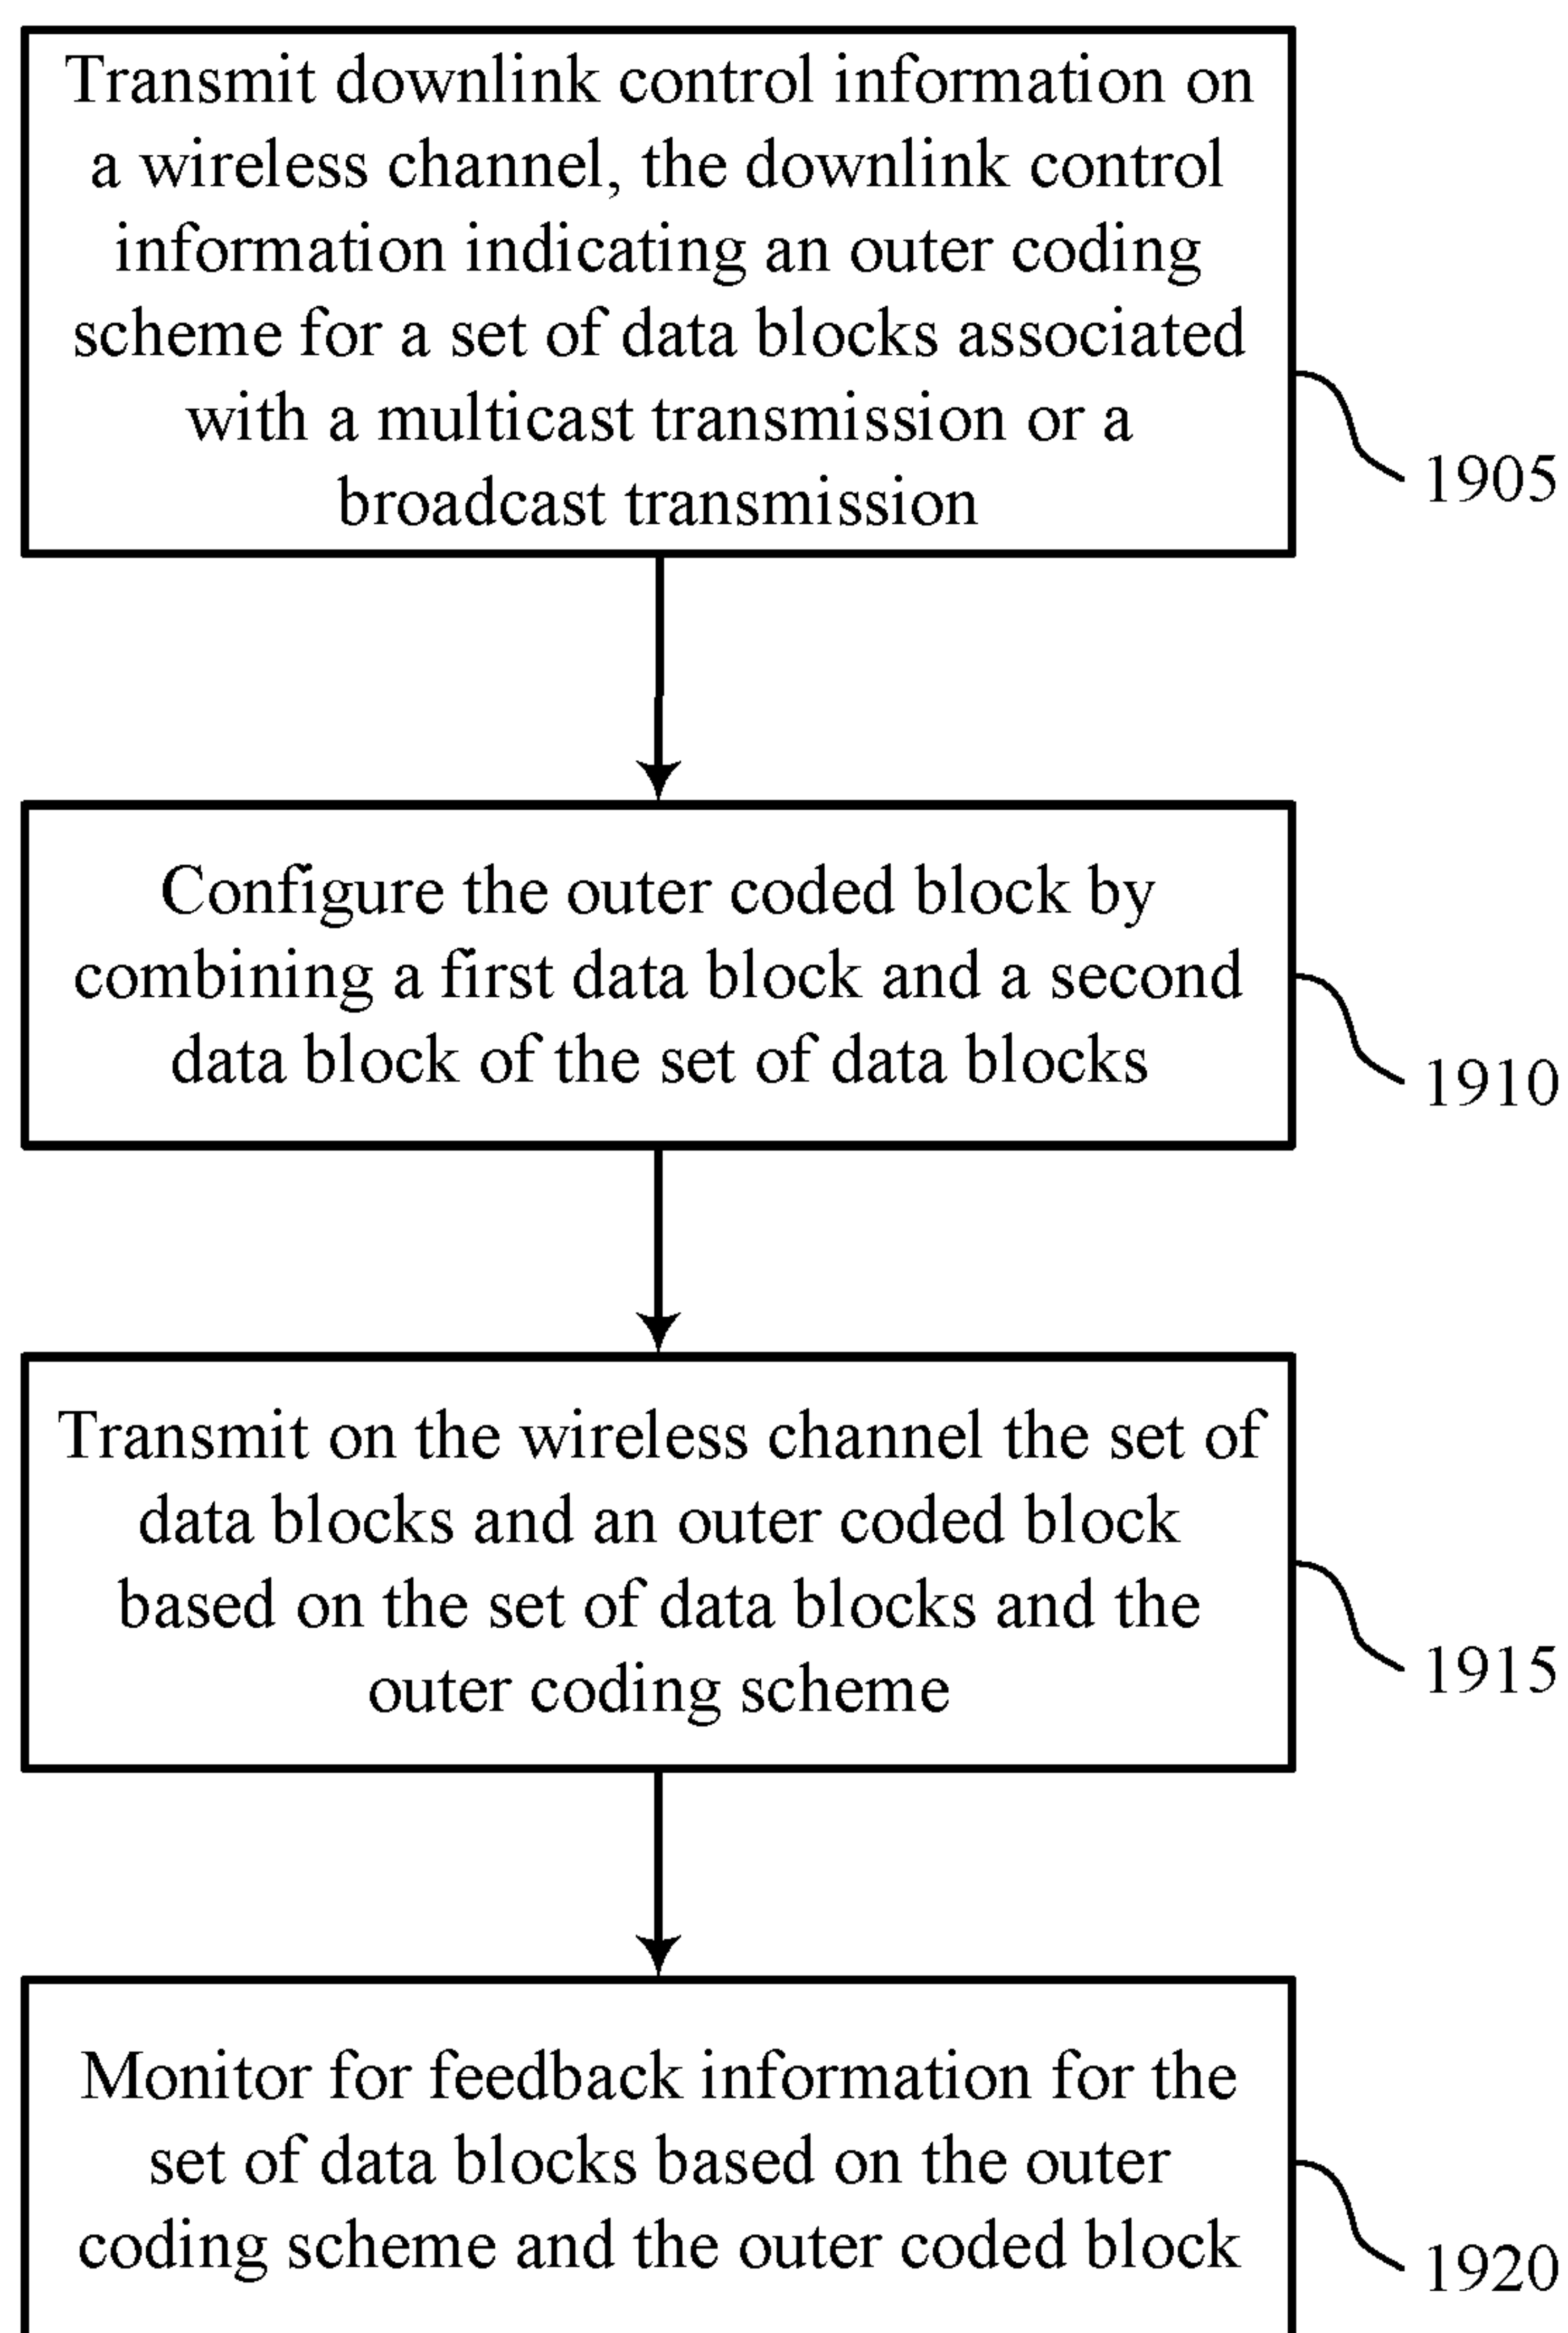 Transmit downlink control information on
a wireless channel, the downlink control
information indicating an outer coding
scheme for a set of data blocks associated
with a multicast transmission or a
broadcast transmission
1905
Configure the outer coded block by
combining a first data block and a second
data block of the set of data blocks
1910
Transmit on the wireless channel the set of
data blocks and an outer coded block
based on the set of data blocks and the
outer coding scheme
1915
Monitor for feedback information for the
set of data blocks based on the outer
coding scheme and the outer coded block
1920